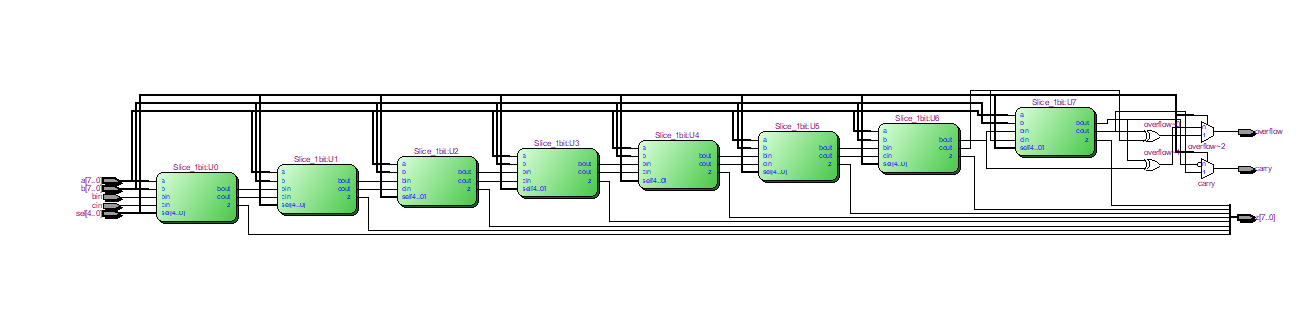 a[7..0]
b[7..0]
bin
cin
sel[4..0]
Slice_1bit:U0
a
b
bin
cin
sel[4..0]
bout
cout
z
Slice_1bit:U1
a
b
bin
cin
sel[4..0]
bout
cout
z
Slice_1bit:U2
a
b
bin
cin
sel[4..0]
bout
cout
z
Slice_1bit:U3
a
b
bin
cin
sel[4..0]
bout
cout
z
Slice_1bit:U4
a
b
bin
cin
sel[4..0]
bout
cout
z
Slice_1bit:U5
a
b
bin
cin
sel[4..0]
bout
cout
z
Slice_1bit:U6
a
b
bin
cin
sel[4..0]
bout
cout
z
Slice_1bit:U7
a
b
bin
cin
sel[4..0]
bout
cout
z
overflow~2
carry
overflow
carry
z[7..0]